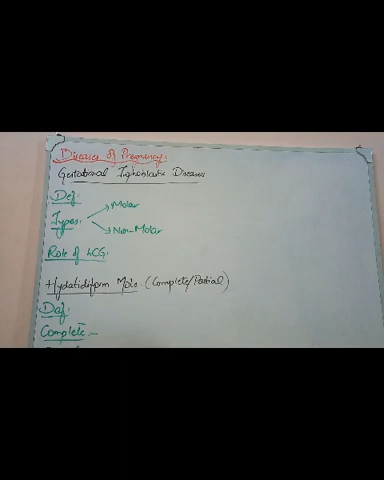 Diseases of Pregnancy:
Gestational Trophoblastic Diseases
Def:
Molar
Types:
Non-Molar
Role of hCG:
Hydatidiform Mole. (Complete/Partial)
Def:
Complete:-